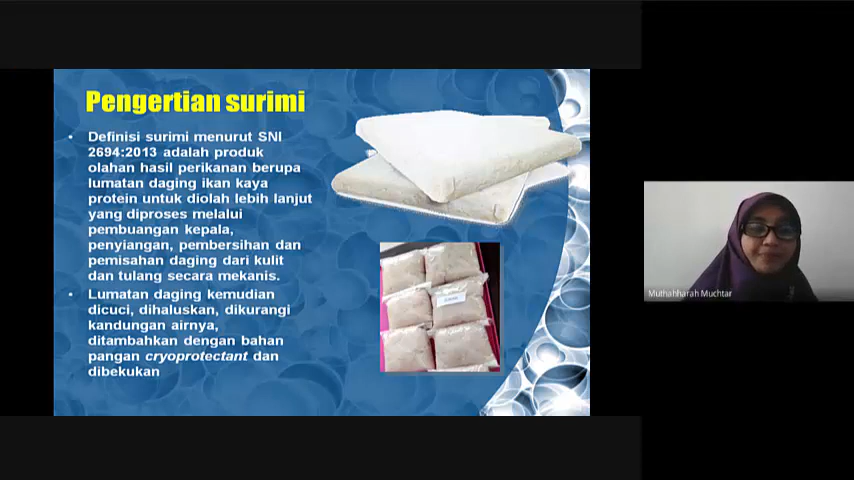 Pengertian surimi
• Definisi surimi menurut SNI
2694:2013 adalah produk
olahan hasil perikanan berupa
lumatan daging ikan kaya
protein untuk diolah lebih lanjut
yang diproses melalui
pembuangan kepala,
penyiangan, pembersihan dan
pemisahan daging dari kulit
dan tulang secara mekanis.
• Lumatan daging kemudian
dicuci, dihaluskan, dikurangi
kandungan airnya,
ditambahkan dengan bahan
pangan cryoprotectant dan
dibekukan
Muthahharah Muchtar